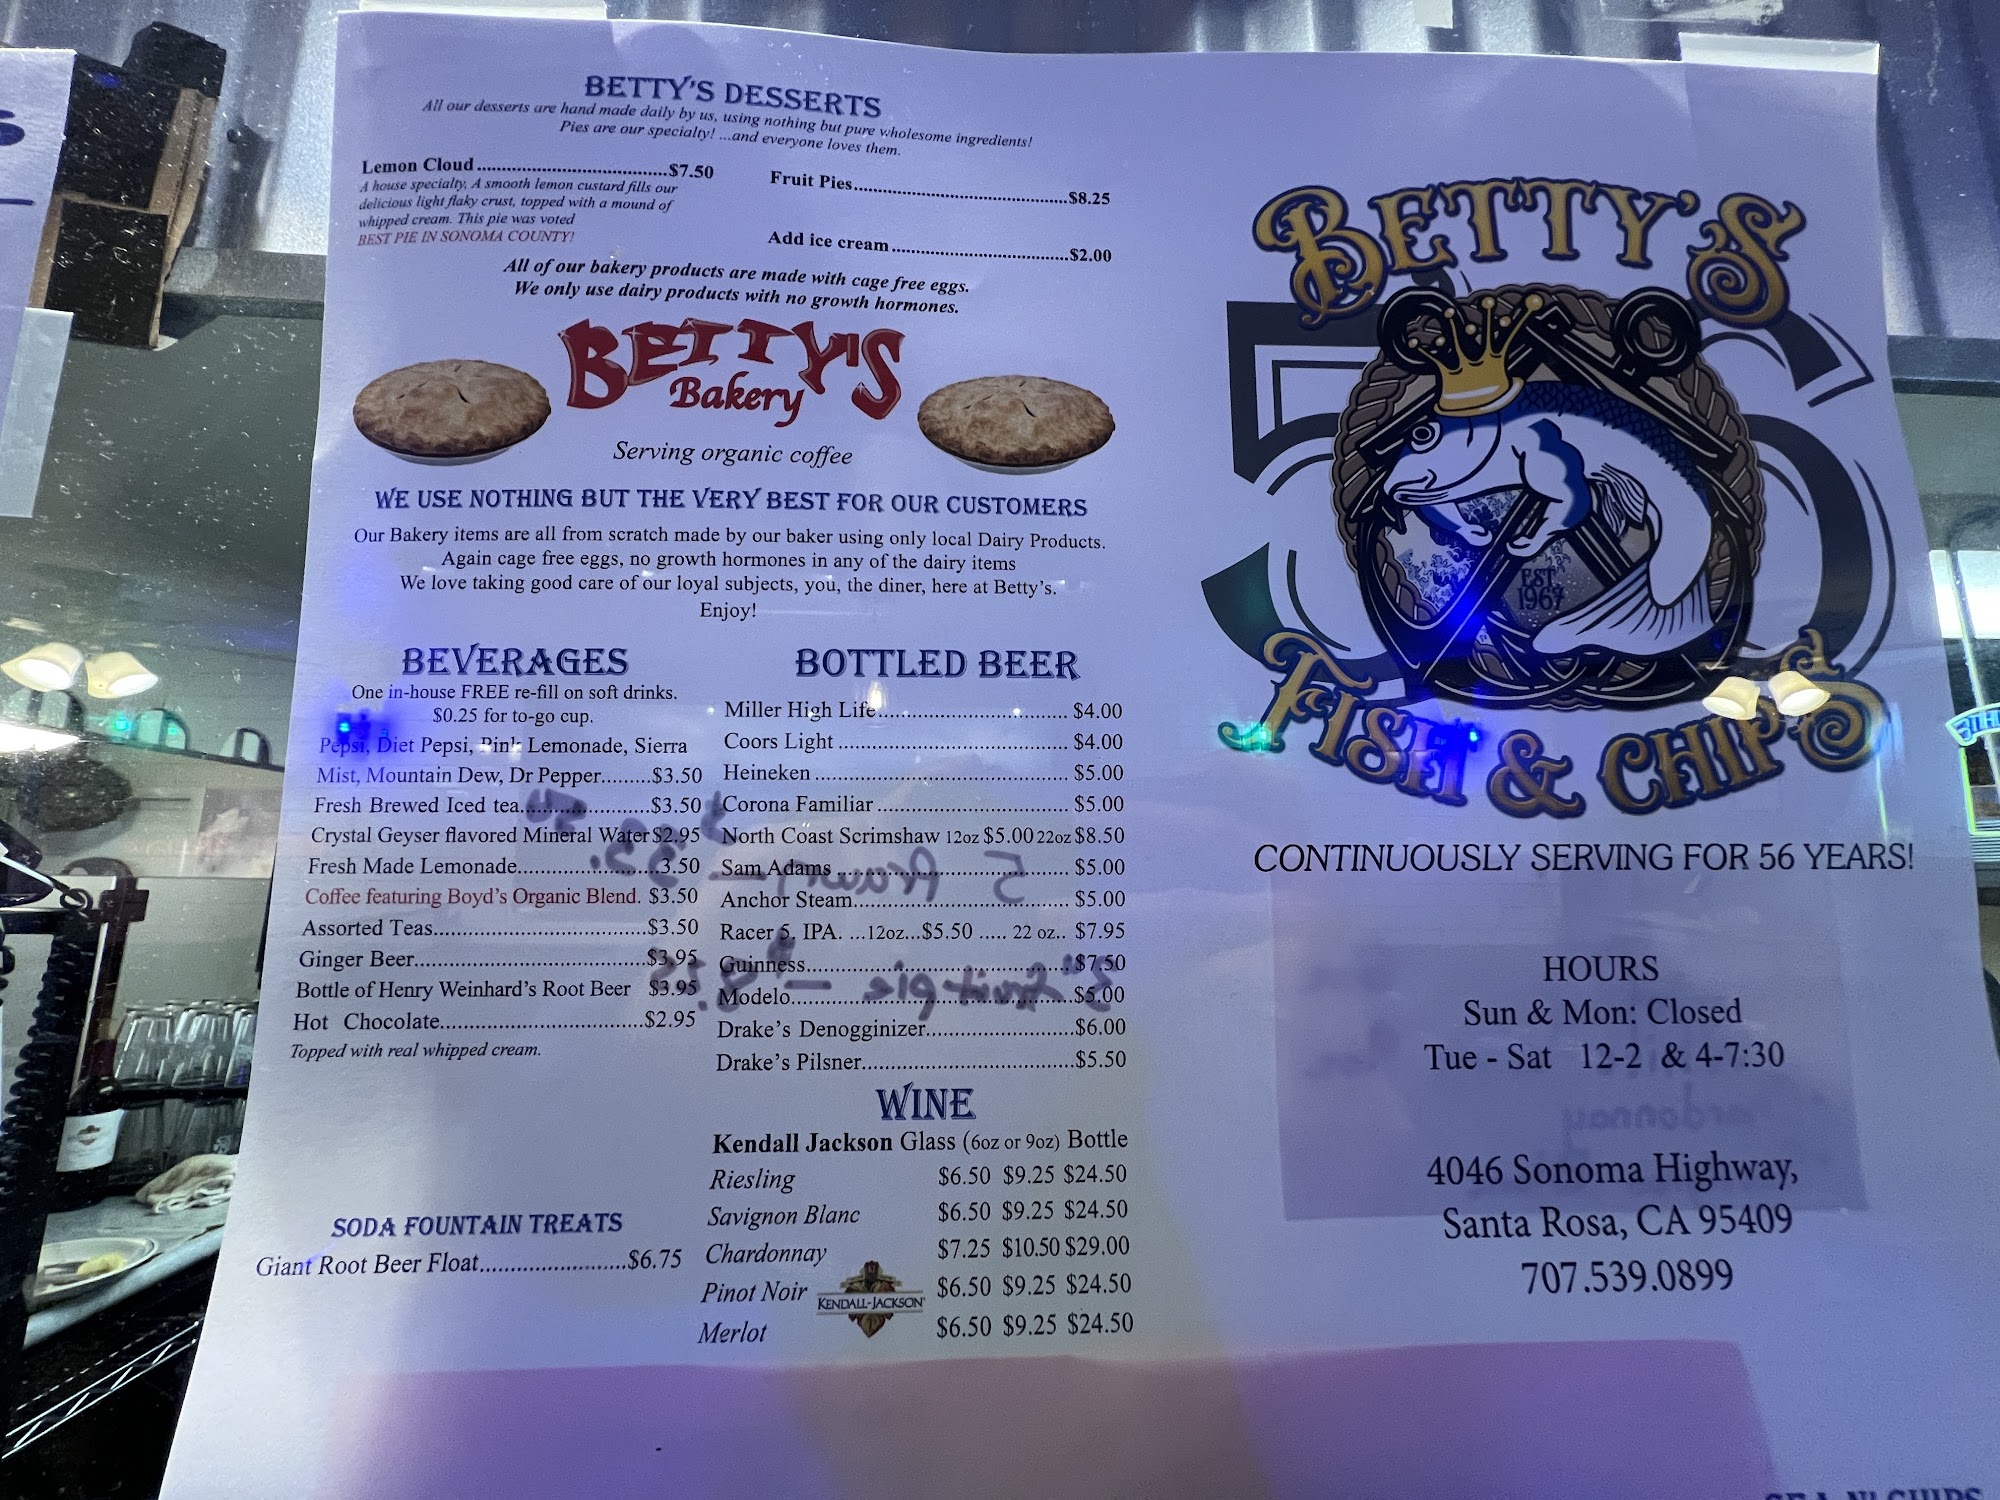 BETTY'S DESSERTS
All our desserts are hand made daily by us, using nothing but pure wholesome ingredients!
Pies are our specialty! ...and everyone loves them.
Lemon Cloud ....................................$7.50
A house specialty, A smooth lemon custard fills our
delicious light flaky crust, topped with a mound of
whipped cream. This pie was voted
BEST PIE IN SONOMA COUNTY!
Fruit Pies........................................$8.25
Add ice cream .................................$2.00
All of our bakery products are made with cage free eggs.
We only use dairy products with no growth hormones.
BETTY'S
Bakery
Serving organic coffee
WE USE NOTHING BUT THE VERY BEST FOR OUR CUSTOMERS
Our Bakery items are all from scratch made by our baker using only local Dairy Products.
Again cage free eggs, no growth hormones in any of the dairy items
We love taking good care of our loyal subjects, you, the diner, here at Betty's.
Enjoy!
BEVERAGES
One in-house FREE re-fill on soft drinks.
$0.25 for to-go cup.
Pepsi, Diet Pepsi, Pink Lemonade, Sierra
Mist, Mountain Dew, Dr Pepper.........$3.50
Fresh Brewed Iced tea.....................$3.50
Crystal Geyser flavored Mineral Water $2.95
Fresh Made Lemonade.......................3.50
Coffee featuring Boyd's Organic Blend. $3.50
Assorted Teas...................................$3.50
Ginger Beer......................................$3.95
Bottle of Henry Weinhard's Root Beer $3.95
Hot Chocolate.................................$2.95
Topped with real whipped cream.
SODA FOUNTAIN TREATS
Giant Root Beer Float........................$6.75
BOTTLED BEER
Miller High Life............................... $4.00
Coors Light ..................................... $4.00
Heineken ......................................... $5.00
Corona Familiar ............................... $5.00
North Coast Scrimshaw 12oz $5.00 22oz $8.50
Sam Adams ...................................... $5.00
Anchor Steam................................... $5.00
Racer 5, IPA. ...12oz...$5.50 ..... 22 oz.. $7.95
Guinness...........................................$7.50
Modelo..............................................$5.00
Drake's Denogginizer........................$6.00
Drake's Pilsner...................................$5.50
WINE
Kendall Jackson Glass (6oz or 9oz) Bottle
Riesling $6.50 $9.25 $24.50
Savignon Blanc $6.50 $9.25 $24.50
Chardonnay $7.25 $10.50 $29.00
Pinot Noir $6.50 $9.25 $24.50
Merlot $6.50 $9.25 $24.50
KENDALL-JACKSON
BETTY'S
56
EST.
1967
FISH & CHIPS
CONTINUOUSLY SERVING FOR 56 YEARS!
HOURS
Sun & Mon: Closed
Tue - Sat 12-2 & 4-7:30
4046 Sonoma Highway,
Santa Rosa, CA 95409
707.539.0899